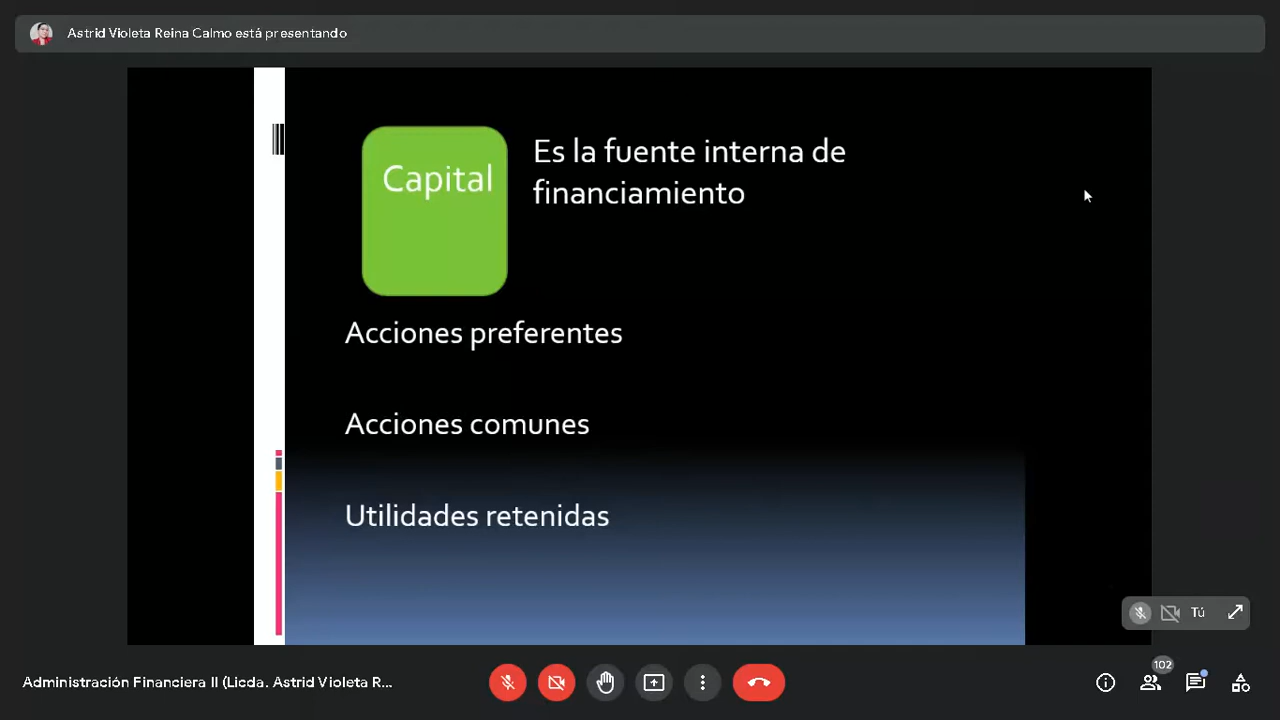 Astrid Violeta Reina Calmo está presentando
Capital
Es la fuente interna de
financiamiento
Acciones preferentes
Acciones comunes
Utilidades retenidas
Tú
Administración Financiera II (Licda. Astrid Violeta R...
102